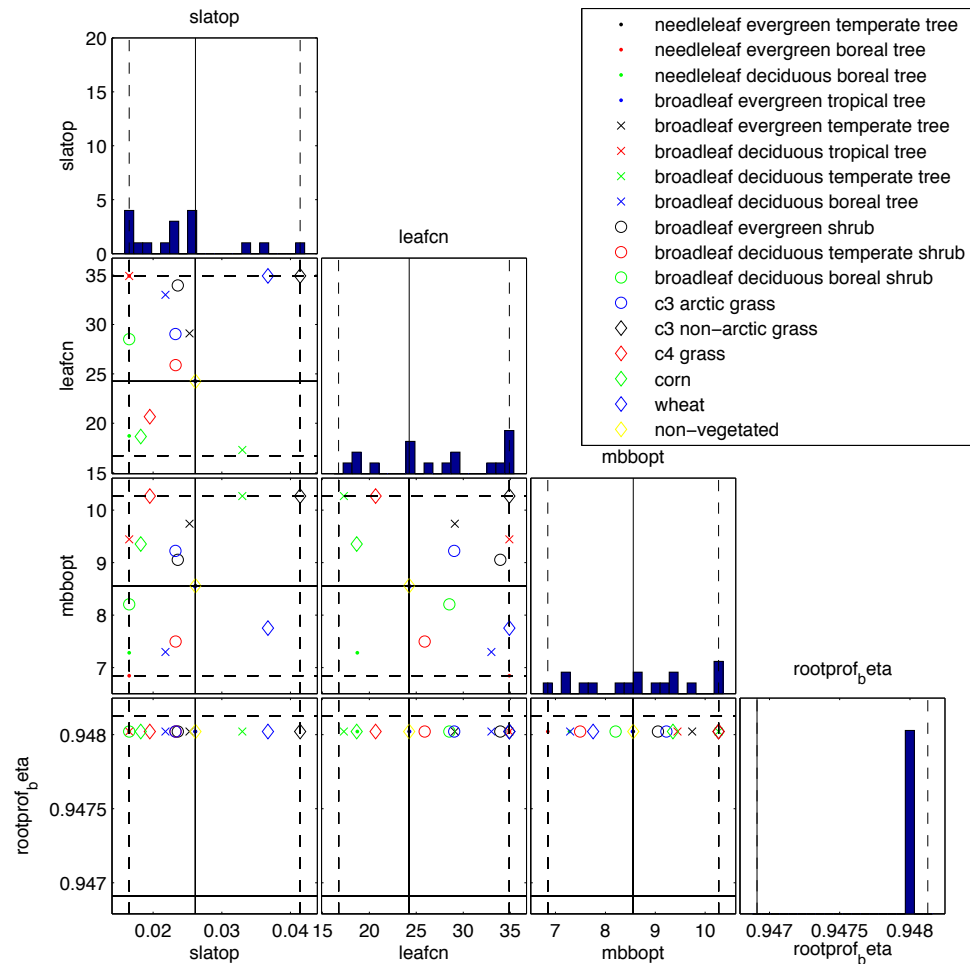 slatop
20
15
10
5
0
slatop
needleleaf evergreen temperate tree
needleleaf evergreen boreal tree
needleleaf deciduous boreal tree
broadleaf evergreen tropical tree
broadleaf evergreen temperate tree
broadleaf deciduous tropical tree
broadleaf deciduous temperate tree
broadleaf deciduous boreal tree
broadleaf evergreen shrub
broadleaf deciduous temperate shrub
broadleaf deciduous boreal shrub
c3 arctic grass
c3 non−arctic grass
c4 grass
corn
wheat
non−vegetated
leafcn
35
30
25
20
15
leafcn
mbbopt
10
9
8
7
mbbopt
rootprof_beta
0.948
0.9475
0.947
rootprof_beta
0.02 0.03 0.04
slatop
15 20 25 30 35
leafcn
7 8 9 10
mbbopt
0.947 0.9475 0.948
rootprof_beta